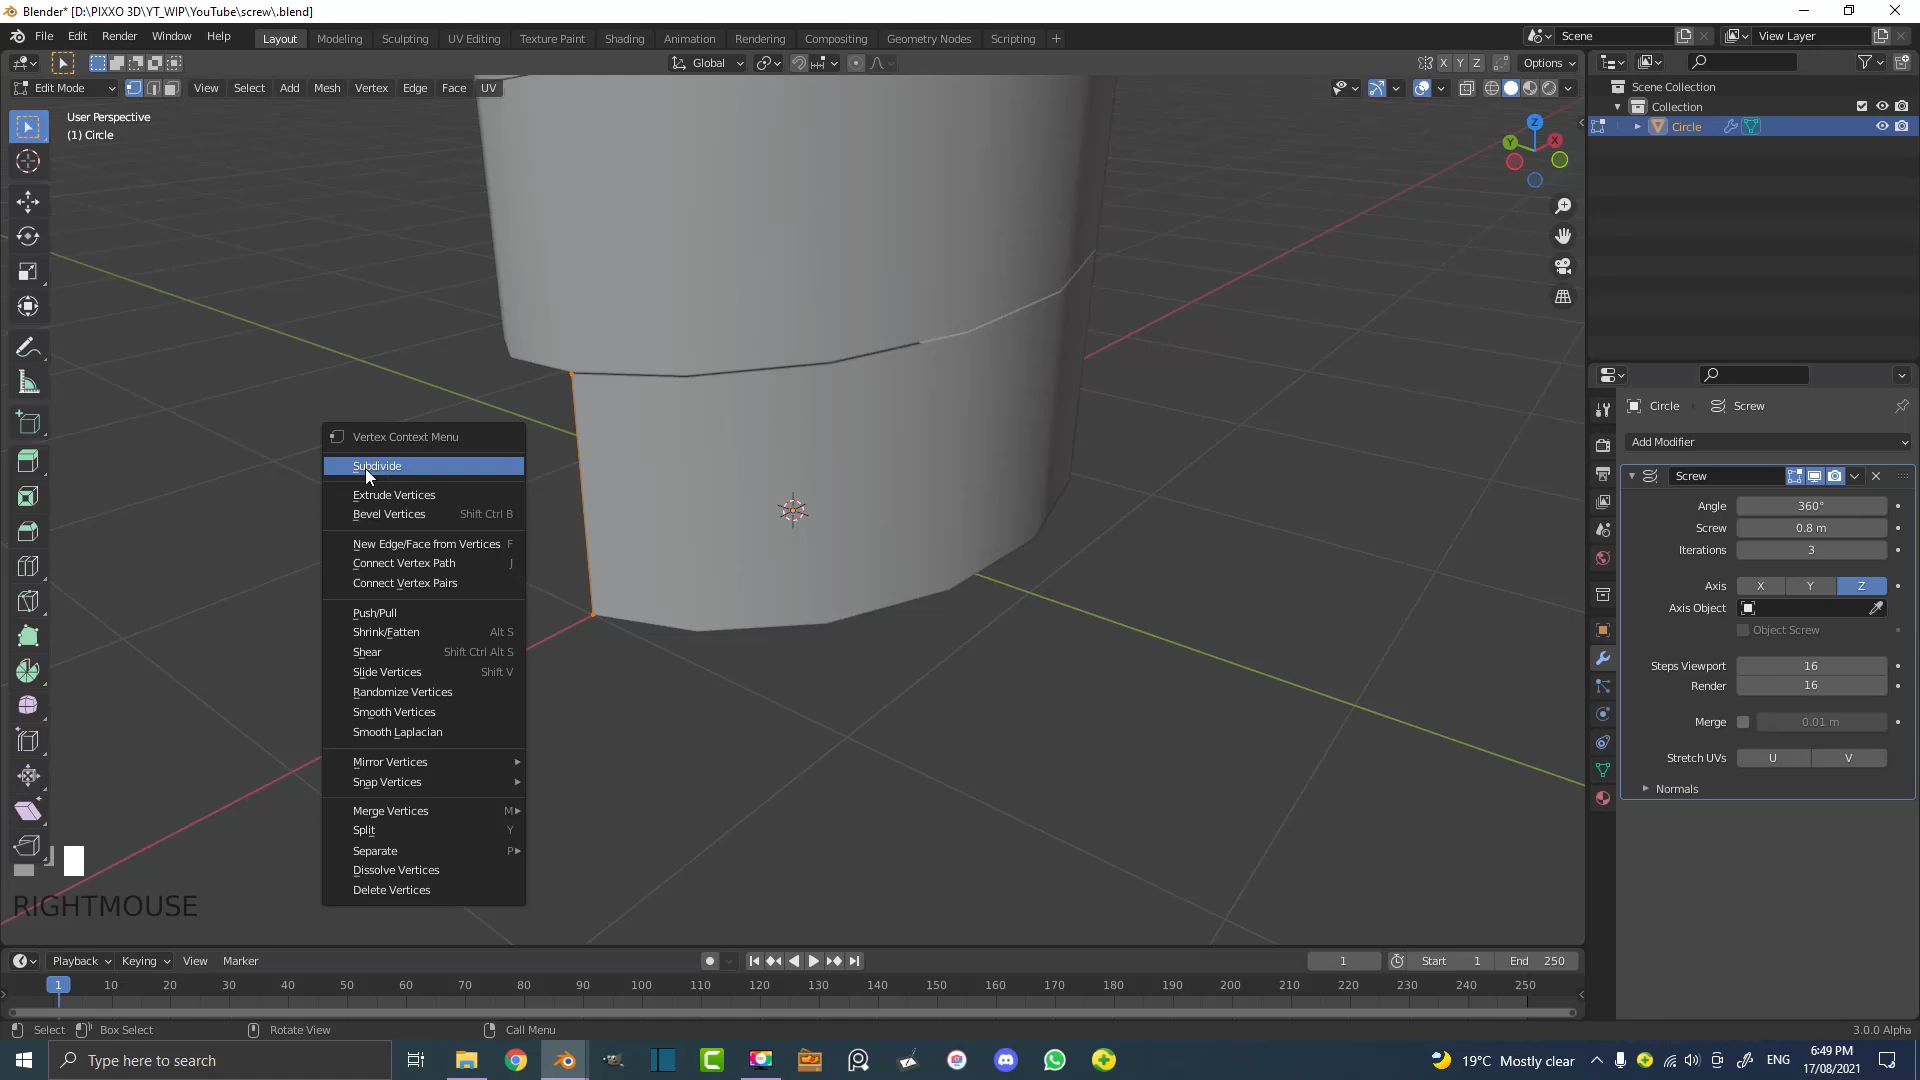 Blender* [D:\PIXXO 3D\YT_WIP\YouTube\screw\.blend]
File Edit Render Window Help Layout Modeling Sculpting UV Editing Texture Paint Shading Animation Rendering Compositing Geometry Nodes Scripting + Scene View Layer
Global X Y Z Options
Edit Mode View Select Add Mesh Vertex Edge Face UV
User Perspective
(1) Circle
Z
Y X
Scene Collection
Collection
Circle
Vertex Context Menu
Subdivide
Extrude Vertices
Bevel Vertices Shift Ctrl B
New Edge/Face from Vertices F
Connect Vertex Path J
Connect Vertex Pairs
Push/Pull
Shrink/Fatten Alt S
Shear Shift Ctrl Alt S
Slide Vertices Shift V
Randomize Vertices
Smooth Vertices
Smooth Laplacian
Mirror Vertices
Snap Vertices
Merge Vertices M
Split Y
Separate P
Dissolve Vertices
Delete Vertices
RIGHTMOUSE
Circle Screw
Add Modifier
Screw
Angle 360°
Screw 0.8 m
Iterations 3
Axis X Y Z
Axis Object
Object Screw
Steps Viewport 16
Render 16
Merge 0.01 m
Stretch UVs U V
Normals
Playback Keying View Marker 1 Start 1 End 250
1 10 20 30 40 50 60 70 80 90 100 110 120 130 140 150 160 170 180 190 200 210 220 230 240 250
Select Box Select Rotate View Call Menu 3.0.0 Alpha
Type here to search 19°C Mostly clear ENG 6:49 PM
17/08/2021